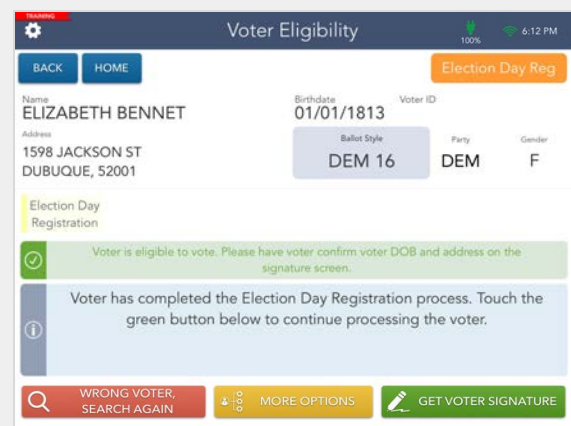 TRAINING
Voter Eligibility
100%
6:12 PM
BACK
HOME
Election Day Reg
Name
ELIZABETH BENNET
Birthdate
01/01/1813
Voter ID
Address
1598 JACKSON ST
DUBUQUE, 52001
Ballot Style
DEM 16
Party
DEM
Gender
F
Election Day
Registration
Voter is eligible to vote. Please have voter confirm voter DOB and address on the
signature screen.
Voter has completed the Election Day Registration process. Touch the
green button below to continue processing the voter.
WRONG VOTER,
SEARCH AGAIN
MORE OPTIONS
GET VOTER SIGNATURE